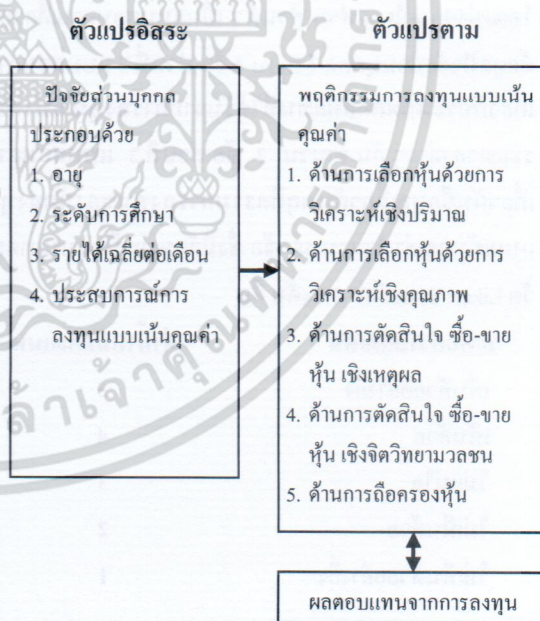 ตัวแปรอิสระ
ปัจจัยส่วนบุคคล
ประกอบด้วย
1. อายุ
2. ระดับการศึกษา
3. รายได้เฉลี่ยต่อเดือน
4. ประสบการณ์การ
ลงทุนแบบเน้นคุณค่า
ตัวแปรตาม
พฤติกรรมการลงทุนแบบเน้น
คุณค่า
1. ด้านการเลือกหุ้นด้วยการ
วิเคราะห์เชิงปริมาณ
2. ด้านการเลือกหุ้นด้วยการ
วิเคราะห์เชิงคุณภาพ
3. ด้านการตัดสินใจ ซื้อ-ขาย
หุ้น เชิงเหตุผล
4. ด้านการตัดสินใจ ซื้อ-ขาย
หุ้น เชิงจิตวิทยามวลชน
5. ด้านการถือครองหุ้น
ผลตอบแทนจากการลงทุน